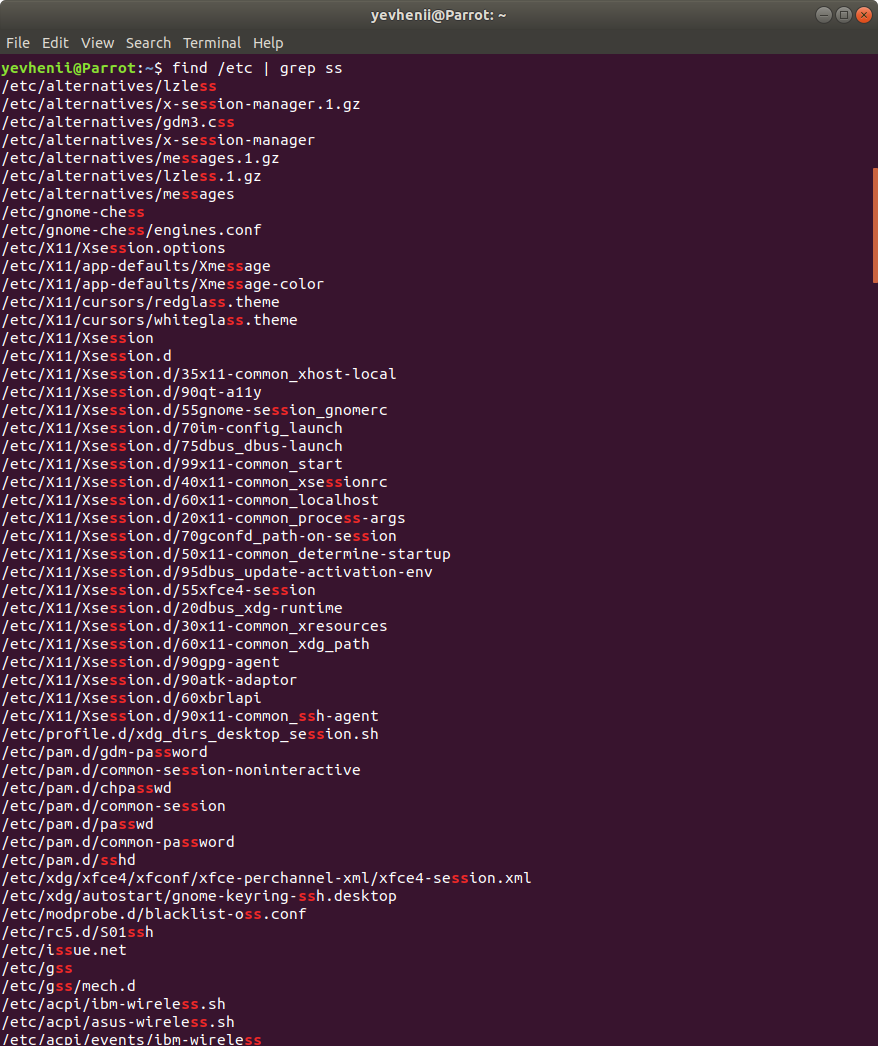 yevhenii@Parrot: ~
File Edit View Search Terminal Help
yevhenii@Parrot:~$ find /etc | grep ss
/etc/alternatives/lzless
/etc/alternatives/x-session-manager.1.gz
/etc/alternatives/gdm3.css
/etc/alternatives/x-session-manager
/etc/alternatives/messages.1.gz
/etc/alternatives/lzless.1.gz
/etc/alternatives/messages
/etc/gnome-chess
/etc/gnome-chess/engines.conf
/etc/X11/Xsession.options
/etc/X11/app-defaults/Xmessage
/etc/X11/app-defaults/Xmessage-color
/etc/X11/cursors/redglass.theme
/etc/X11/cursors/whiteglass.theme
/etc/X11/Xsession
/etc/X11/Xsession.d
/etc/X11/Xsession.d/35x11-common_xhost-local
/etc/X11/Xsession.d/90qt-a11y
/etc/X11/Xsession.d/55gnome-session_gnomerc
/etc/X11/Xsession.d/70im-config_launch
/etc/X11/Xsession.d/75dbus_dbus-launch
/etc/X11/Xsession.d/99x11-common_start
/etc/X11/Xsession.d/40x11-common_xsessionrc
/etc/X11/Xsession.d/60x11-common_localhost
/etc/X11/Xsession.d/20x11-common_process-args
/etc/X11/Xsession.d/70gconfd_path-on-session
/etc/X11/Xsession.d/50x11-common_determine-startup
/etc/X11/Xsession.d/95dbus_update-activation-env
/etc/X11/Xsession.d/55xfce4-session
/etc/X11/Xsession.d/20dbus_xdg-runtime
/etc/X11/Xsession.d/30x11-common_xresources
/etc/X11/Xsession.d/60x11-common_xdg_path
/etc/X11/Xsession.d/90gpg-agent
/etc/X11/Xsession.d/90atk-adaptor
/etc/X11/Xsession.d/60xbrlapi
/etc/X11/Xsession.d/90x11-common_ssh-agent
/etc/profile.d/xdg_dirs_desktop_session.sh
/etc/pam.d/gdm-password
/etc/pam.d/common-session-noninteractive
/etc/pam.d/chpasswd
/etc/pam.d/common-session
/etc/pam.d/passwd
/etc/pam.d/common-password
/etc/pam.d/sshd
/etc/xdg/xfce4/xfconf/xfce-perchannel-xml/xfce4-session.xml
/etc/xdg/autostart/gnome-keyring-ssh.desktop
/etc/modprobe.d/blacklist-oss.conf
/etc/rc5.d/S01ssh
/etc/issue.net
/etc/gss
/etc/gss/mech.d
/etc/acpi/ibm-wireless.sh
/etc/acpi/asus-wireless.sh
/etc/acpi/events/ibm-wireless